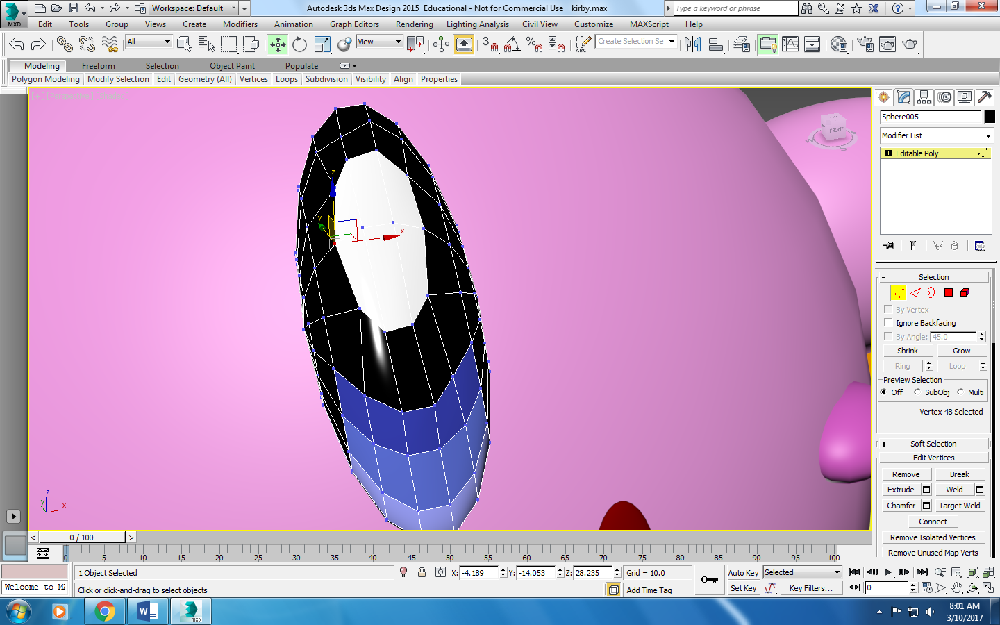 Workspace: Default
Autodesk 3ds Max Design 2015 Educational - Not for Commercial Use kirby.max
Type a keyword or phrase
MXD
Edit Tools Group Views Create Modifiers Animation Graph Editors Rendering Lighting Analysis Civil View Customize MAXScript Help
All
View
3
%
ABC
Create Selection Se
Modeling Freeform Selection Object Paint Populate
Polygon Modeling Modify Selection Edit Geometry (All) Vertices Loops Subdivision Visibility Align Properties
FRONT
W
z
y
x
z
y
x
Sphere005
Modifier List
Editable Poly
- Selection
By Vertex
Ignore Backfacing
By Angle: 45.0
Shrink Grow
Ring Loop
Preview Selection
Off SubObj Multi
Vertex 48 Selected
+ Soft Selection
- Edit Vertices
Remove Break
Extrude Weld
Chamfer Target Weld
Connect
Remove Isolated Vertices
Remove Unused Map Verts
< 0 / 100 >
0 5 10 15 20 25 30 35 40 45 50 55 60 65 70 75 80 85 90 95 100
1 Object Selected
X: -4.189 Y: -14.053 Z: 28.235
Grid = 10.0
Auto Key Selected
Welcome to MA
Click or click-and-drag to select objects
Add Time Tag
Set Key Key Filters...
0
MXD
8:01 AM
3/10/2017